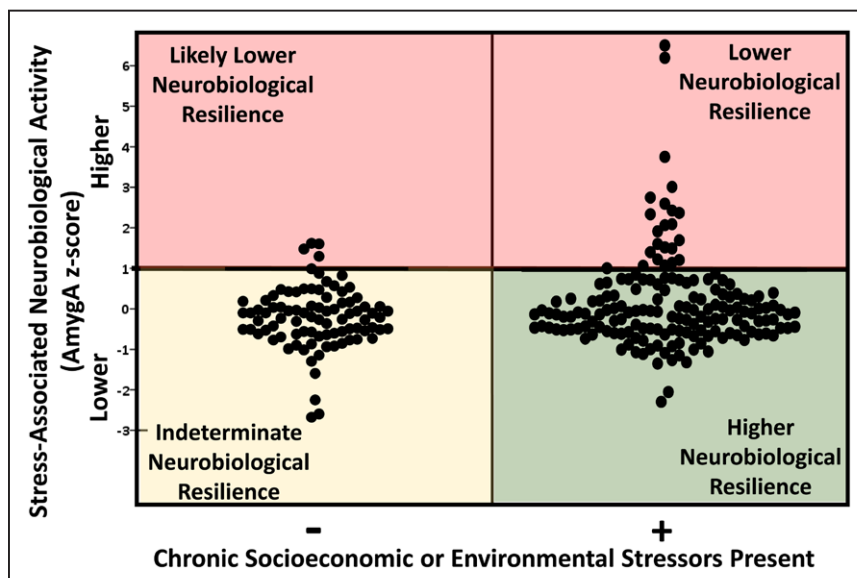 Stress-Associated Neurobiological Activity
(AmygA z-score)
Higher
Lower
6
5
4
3
2
1
0
-1
-2
-3
Likely Lower
Neurobiological
Resilience
Lower
Neurobiological
Resilience
Indeterminate
Neurobiological
Resilience
Higher
Neurobiological
Resilience
-
+
Chronic Socioeconomic or Environmental Stressors Present